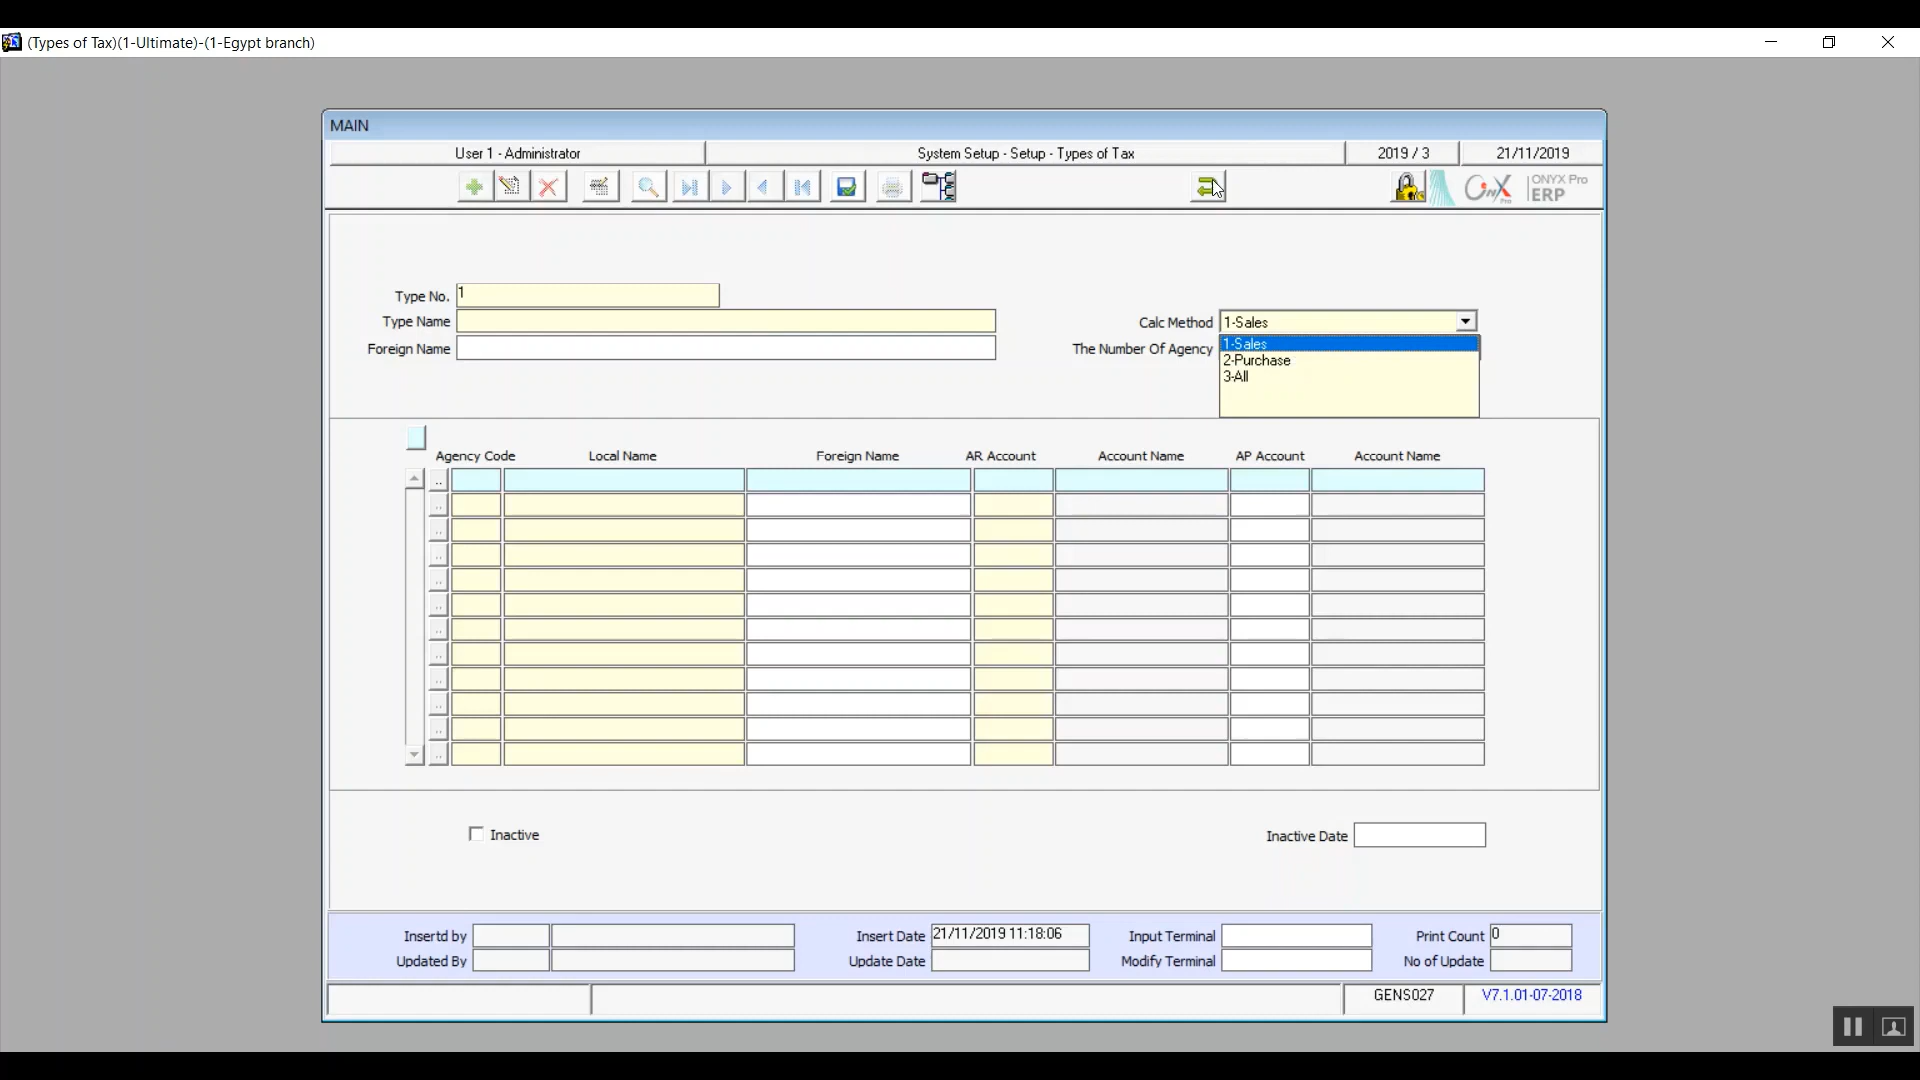 (Types of Tax)(1-Ultimate)-(1-Egypt branch)
MAIN
User 1 - Administrator
System Setup - Setup - Types of Tax
2019 / 3
21/11/2019
Onyx Pro
ONYX Pro
ERP
Type No. 1
Type Name
Foreign Name
Calc Method 1-Sales
The Number Of Agency
1-Sales
2-Purchase
3-All
Agency Code Local Name Foreign Name AR Account Account Name AP Account Account Name
Inactive
Inactive Date
Insertd by
Insert Date 21/11/2019 11:18:06
Input Terminal
Print Count 0
Updated By
Update Date
Modify Terminal
No of Update
GENS027
V7.1.01-07-2018